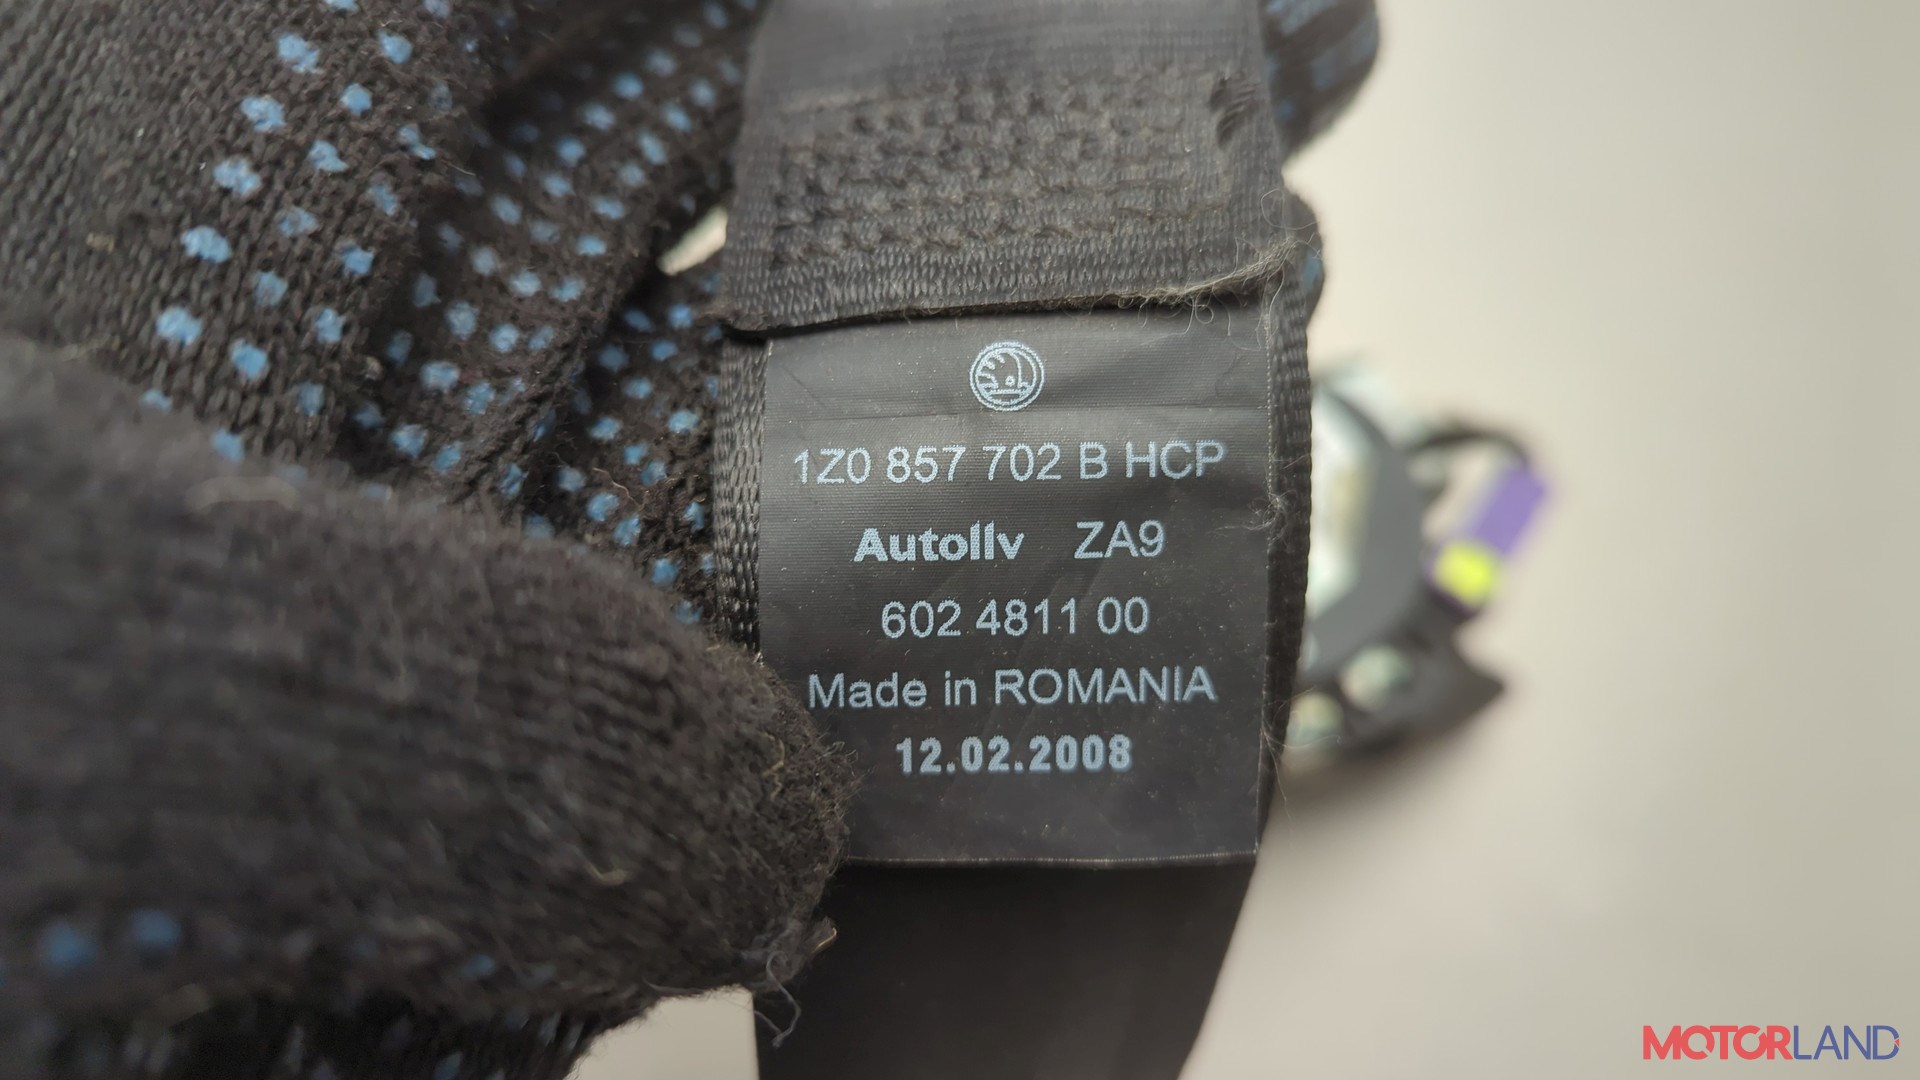 1Z0 857 702 B HCP
Autoliv ZA9
602 4811 00
Made in ROMANIA
12.02.2008
MOTORLAND